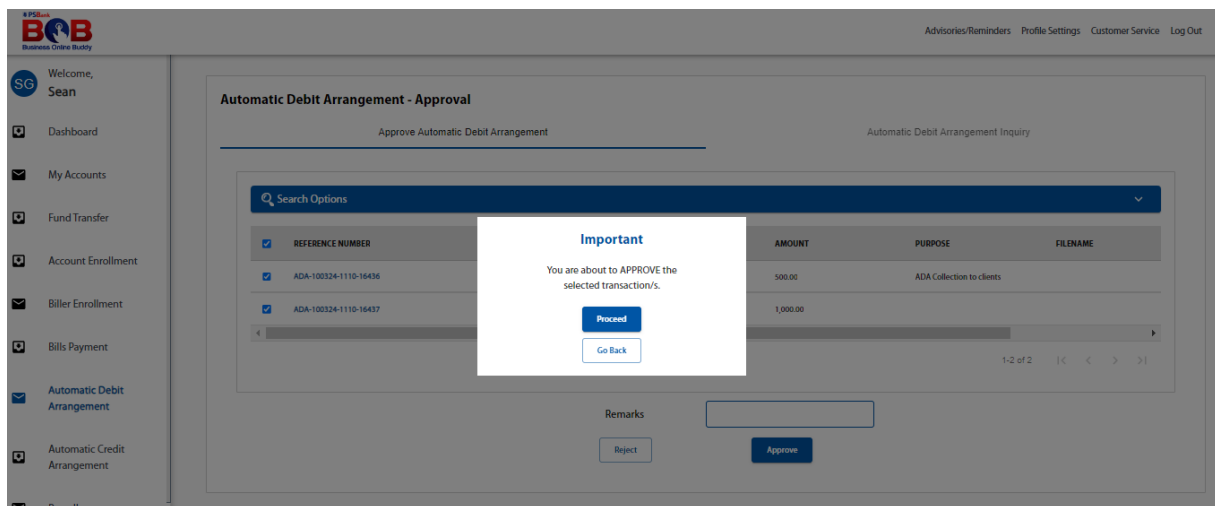 PSBank
BOB
Business Online Buddy
Advisories/Reminders Profile Settings Customer Service Log Out
SG
Welcome,
Sean
Dashboard
My Accounts
Fund Transfer
Account Enrollment
Biller Enrollment
Bills Payment
Automatic Debit
Arrangement
Automatic Credit
Arrangement
Automatic Debit Arrangement - Approval
Approve Automatic Debit Arrangement Automatic Debit Arrangement Inquiry
Search Options
REFERENCE NUMBER AMOUNT PURPOSE FILENAME
ADA-100324-1110-16436 500.00 ADA Collection to clients
ADA-100324-1110-16437 1,000.00
1-2 of 2
Important
You are about to APPROVE the
selected transaction/s.
Proceed
Go Back
Remarks
Reject Approve